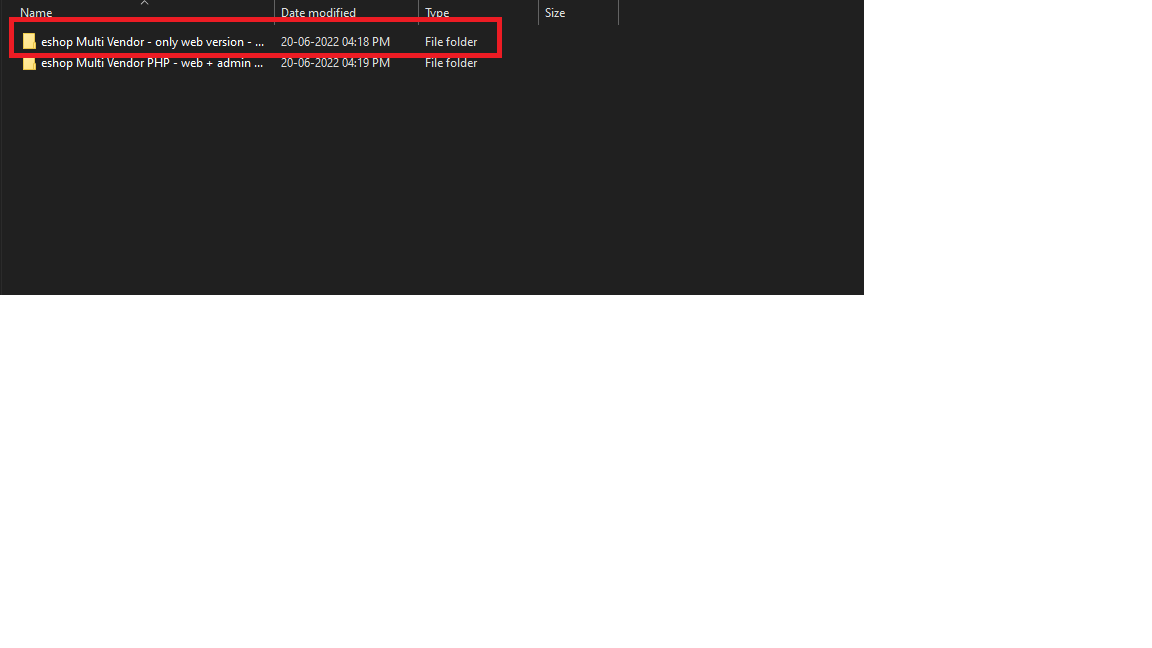 Name Date modified Type Size
eshop Multi Vendor - only web version - ... 20-06-2022 04:18 PM File folder
eshop Multi Vendor PHP - web + admin ... 20-06-2022 04:19 PM File folder